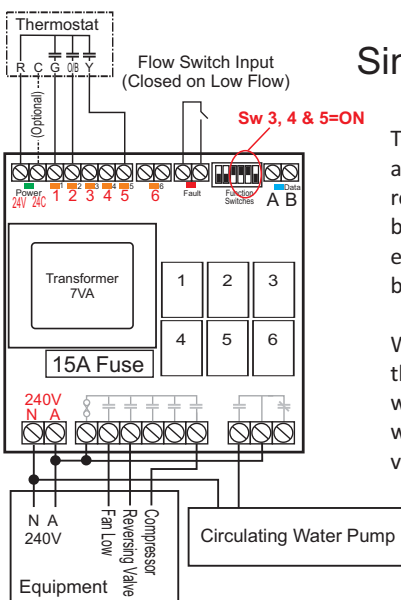 Thermostat
R C G O/B Y
(Optional)
Flow Switch Input
(Closed on Low Flow)
Sw 3, 4 & 5=ON
Power
24V 24C
1 2 3 4 5 6
1 2 3 4 5 6
Fault
Function
Switches
Data
A B
Transformer
7VA
1 2 3
4 5 6
15A Fuse
240V
N A
N A
240V
Fan Low
Reversing Valve
Compressor
Equipment
Circulating Water Pump